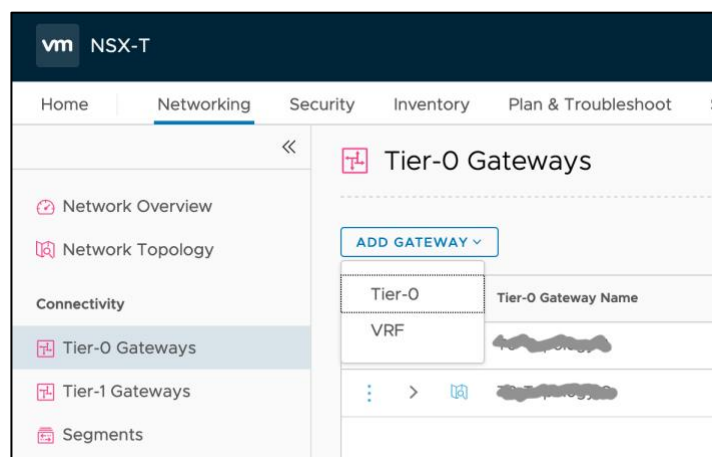 vm NSX-T
Home Networking Security Inventory Plan & Troubleshoot
Tier-0 Gateways
Network Overview
Network Topology
ADD GATEWAY
Connectivity
Tier-0
Tier-0 Gateway Name
VRF
Tier-0 Gateways
Tier-1 Gateways
Segments